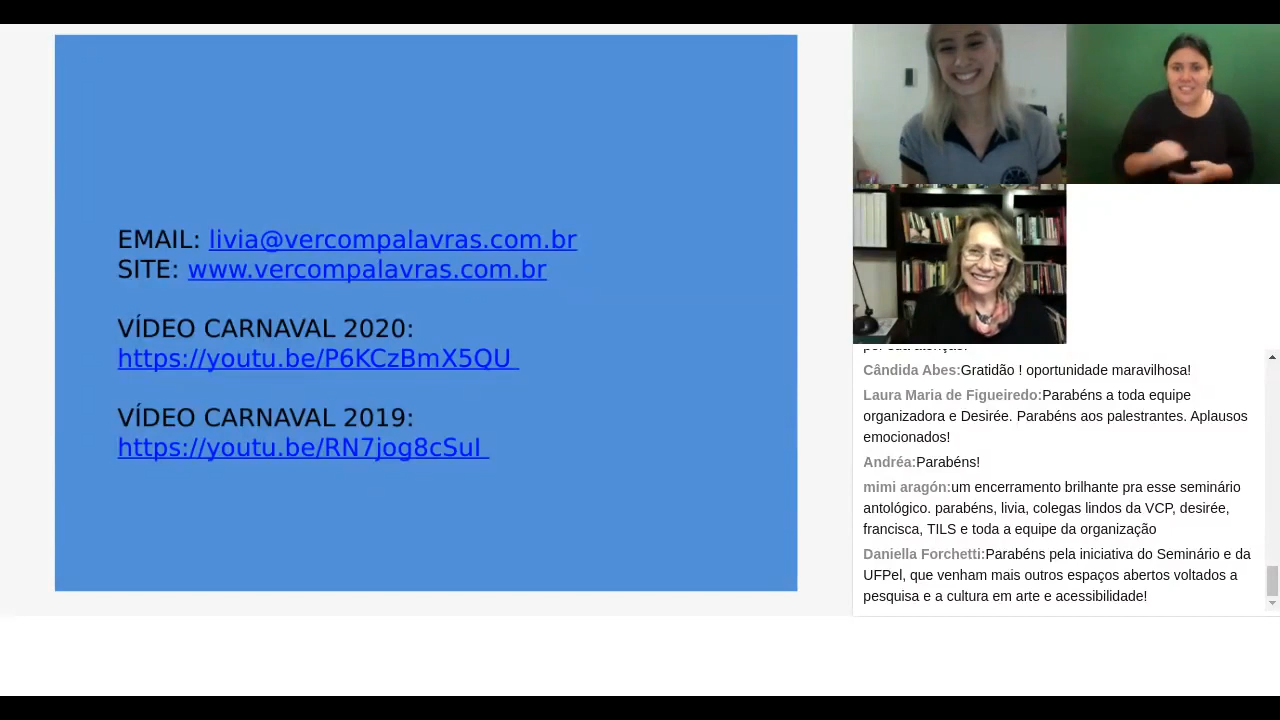 EMAIL: livia@vercompalavras.com.br
SITE: www.vercompalavras.com.br
VÍDEO CARNAVAL 2020:
https://youtu.be/P6KCzBmX5QU
VÍDEO CARNAVAL 2019:
https://youtu.be/RN7jog8cSuI
por sua atenção!
Cândida Abes:Gratidão ! oportunidade maravilhosa!
Laura Maria de Figueiredo:Parabéns a toda equipe
organizadora e Desirée. Parabéns aos palestrantes. Aplausos
emocionados!
Andréa:Parabéns!
mimi aragón:um encerramento brilhante pra esse seminário
antológico. parabéns, livia, colegas lindos da VCP, desirée,
francisca, TILS e toda a equipe da organização
Daniella Forchetti:Parabéns pela iniciativa do Seminário e da
UFPel, que venham mais outros espaços abertos voltados a
pesquisa e a cultura em arte e acessibilidade!